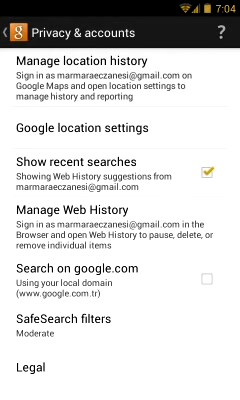 7:04
Privacy & accounts
?
Manage location history
Sign in as marmaraeczanesi@gmail.com on
Google Maps and open location settings to
manage history and reporting
Google location settings
Show recent searches
Showing Web History suggestions from
marmaraeczanesi@gmail.com
Manage Web History
Sign in as marmaraeczanesi@gmail.com in the
Browser and open Web History to pause, delete, or
remove individual items
Search on google.com
Using your local domain
(www.google.com.tr)
SafeSearch filters
Moderate
Legal